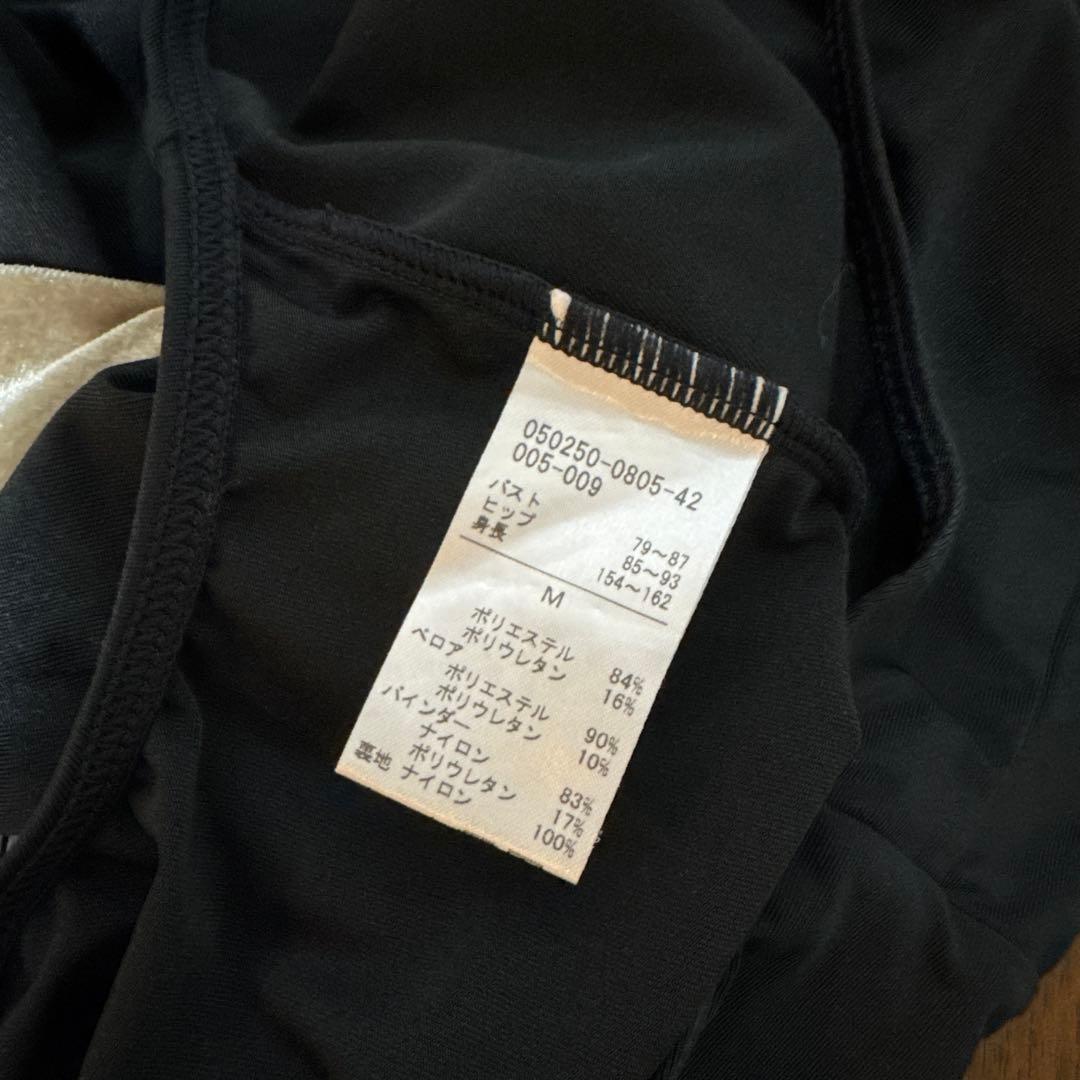 050250-0805-42
005-009
バスト 79〜87
ヒップ 85〜93
身長 154〜162
M
ポリエステル 84%
ポリウレタン 16%
ベロア
ポリエステル 90%
ポリウレタン 10%
バインダー
ナイロン 83%
ポリウレタン 17%
裏地 ナイロン 100%